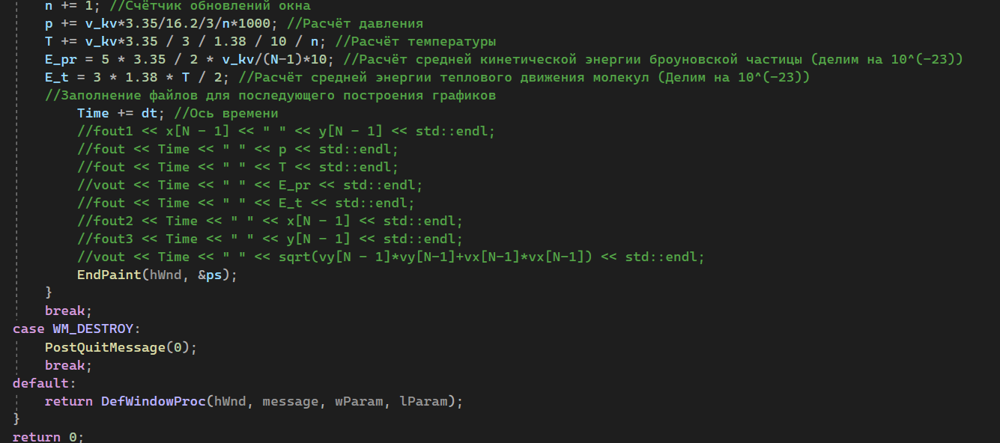 n += 1; //Счётчик обновлений окна
p += v_kv*3.35/16.2/3/n*1000; //Расчёт давления
T += v_kv*3.35 / 3 / 1.38 / 10 / n; //Расчёт температуры
E_pr = 5 * 3.35 / 2 * v_kv/(N-1)*10; //Расчёт средней кинетической энергии броуновской частицы (делим на 10^(-23))
E_t = 3 * 1.38 * T / 2; //Расчёт средней энергии теплового движения молекул (Делим на 10^(-23))
//Заполнение файлов для последующего построения графиков
Time += dt; //Ось времени
//fout1 << x[N - 1] << " " << y[N - 1] << std::endl;
//fout << Time << " " << p << std::endl;
//fout << Time << " " << T << std::endl;
//vout << Time << " " << E_pr << std::endl;
//fout << Time << " " << E_t << std::endl;
//fout2 << Time << " " << x[N - 1] << std::endl;
//fout3 << Time << " " << y[N - 1] << std::endl;
//vout << Time << " " << sqrt(vy[N - 1]*vy[N-1]+vx[N-1]*vx[N-1]) << std::endl;
EndPaint(hWnd, &ps);
}
break;
case WM_DESTROY:
PostQuitMessage(0);
break;
default:
return DefWindowProc(hWnd, message, wParam, lParam);
}
return 0;